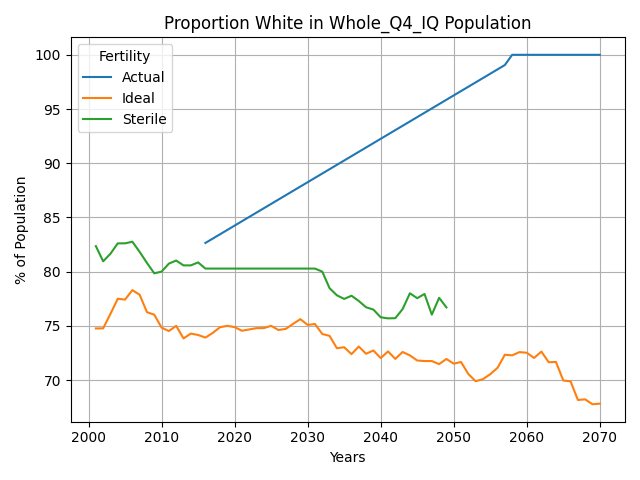 Proportion White in Whole_Q4_IQ Population
Fertility
Actual
Ideal
Sterile
% of Population
100
95
90
85
80
75
70
2000 2010 2020 2030 2040 2050 2060 2070
Years